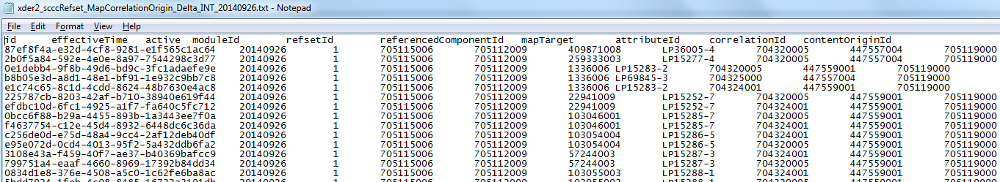 xder2_scccRefset_MapCorrelationOrigin_Delta_INT_20140926.txt - Notepad
File Edit Format View Help
id effectiveTime active moduleId refsetId referencedComponentId mapTarget attributeId correlationId contentOriginId
87ef8f4a-e32d-4cf8-9281-e1f565c1ac64 20140926 1 705115006 705112009 409871008 LP36005-4 704320005 447557004 705119000
2b0f5a84-592e-4e0e-8a97-7544298c3d77 20140926 1 705115006 705112009 259333003 LP15277-4 704320005 447557004 705119000
0e1debb4-9f8b-49d6-bd9c-3fc1adaefe9e 20140926 1 705115006 705112009 1336006 LP15283-2 704320005 447559001 705119000
b8b05e3d-a8d1-48e1-bf91-1e932c9bb7c8 20140926 1 705115006 705112009 1336006 LP69845-3 704325000 447557004 705119000
e1c74c65-8c1d-4cdd-8624-48b7630e4ac8 20140926 1 705115006 705112009 1336006 LP15283-2 704324001 447559001 705119000
225787cb-8203-42af-b710-38940e619f44 20140926 1 705115006 705112009 22941009 LP15252-7 704320005 447559001 705119000
efdbc10d-6fc1-4925-a1f7-fa640c5fc712 20140926 1 705115006 705112009 22941009 LP15252-7 704324001 447559001 705119000
0bcc6f88-b29a-4455-893b-1a3443ee7f0a 20140926 1 705115006 705112009 103046001 LP15285-7 704320005 447559001 705119000
f4637754-c12e-45d4-8932-6448dc6c36da 20140926 1 705115006 705112009 103046001 LP15285-7 704324001 447559001 705119000
c256de0d-e75d-48a4-9cc4-2af12deb40df 20140926 1 705115006 705112009 103054004 LP15286-5 704324001 447559001 705119000
e95e072d-0cd4-4013-95f2-5a432ddb6fa2 20140926 1 705115006 705112009 103054004 LP15286-5 704320005 447559001 705119000
3108e43a-f459-40f7-ae37-b40369bafcc9 20140926 1 705115006 705112009 57244003 LP15287-3 704324001 447559001 705119000
799751a4-eaaf-4660-8969-17392b84dd34 20140926 1 705115006 705112009 57244003 LP15287-3 704320005 447559001 705119000
0834d1e8-376e-4508-a5c0-1c62fe6ba8ac 20140926 1 705115006 705112009 103055003 LP15288-1 704324001 447559001 705119000